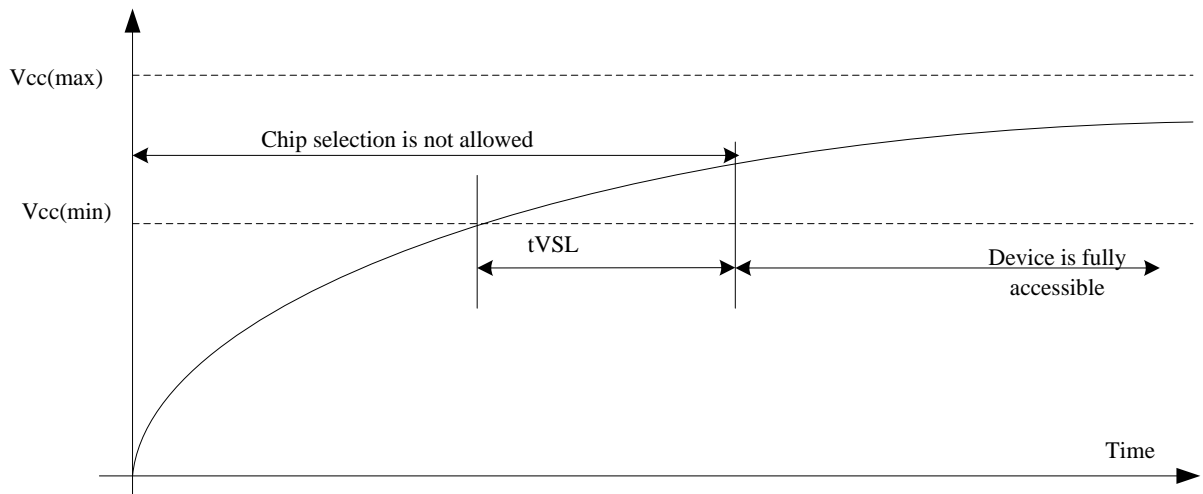 Vcc(max)
Chip selection is not allowed
Vcc(min)
tVSL
Device is fully
accessible
Time